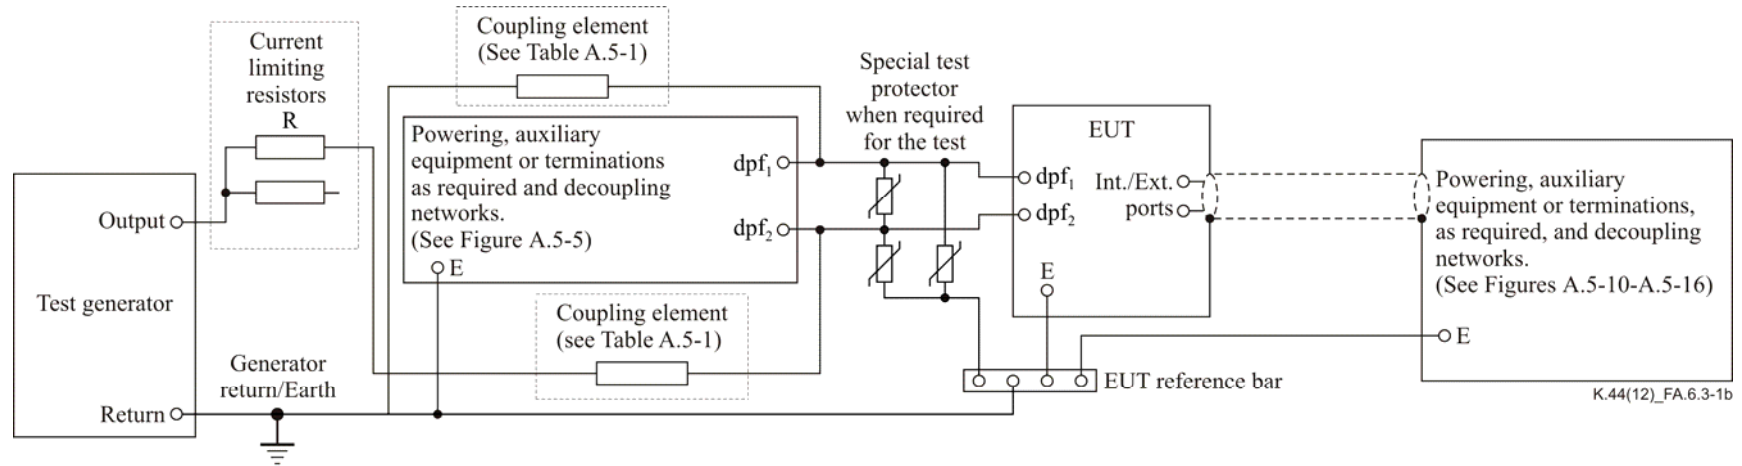 Current
limiting
resistors
R
Coupling element
(See Table A.5-1)
Special test
protector
when required
for the test
Powering, auxiliary
equipment or terminations
as required and decoupling
networks.
(See Figure A.5-5)
dpf1
dpf2
E
EUT
dpf1
dpf2
Int./Ext.
ports
E
Powering, auxiliary
equipment or terminations,
as required, and decoupling
networks.
(See Figures A.5-10-A.5-16)
E
Output
Test generator
Return
Coupling element
(see Table A.5-1)
Generator
return/Earth
EUT reference bar
K.44(12)_FA.6.3-1b